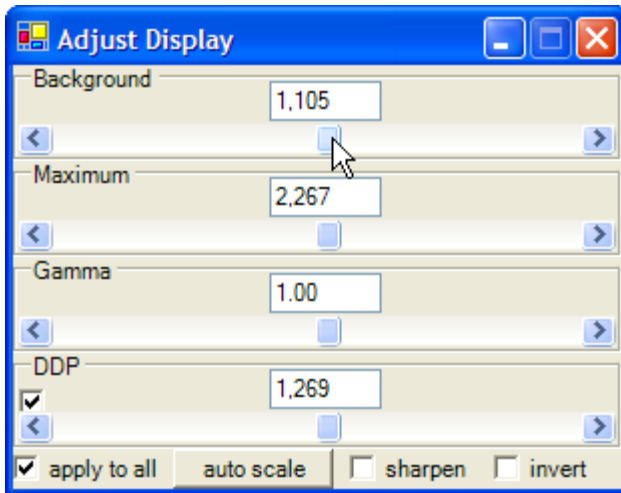 Adjust Display
Background
1,105
Maximum
2,267
Gamma
1.00
DDP
1,269
apply to all auto scale sharpen invert